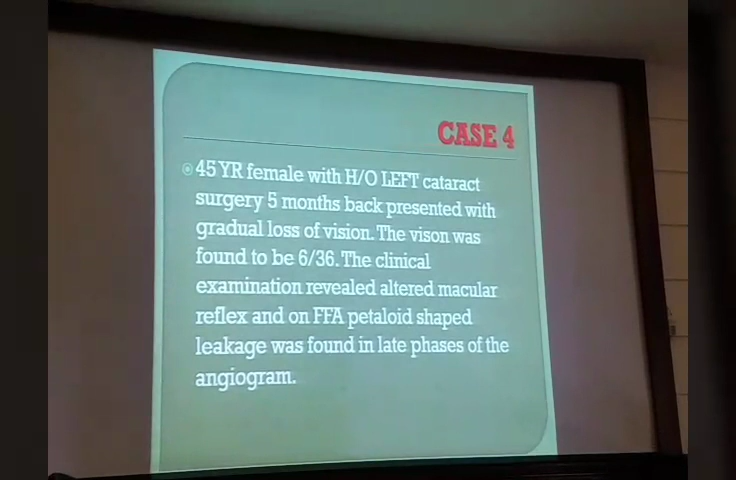 CASE 4
45 YR female with H/O LEFT cataract
surgery 5 months back presented with
gradual loss of vision. The vison was
found to be 6/36. The clinical
examination revealed altered macular
reflex and on FFA petaloid shaped
leakage was found in late phases of the
angiogram.